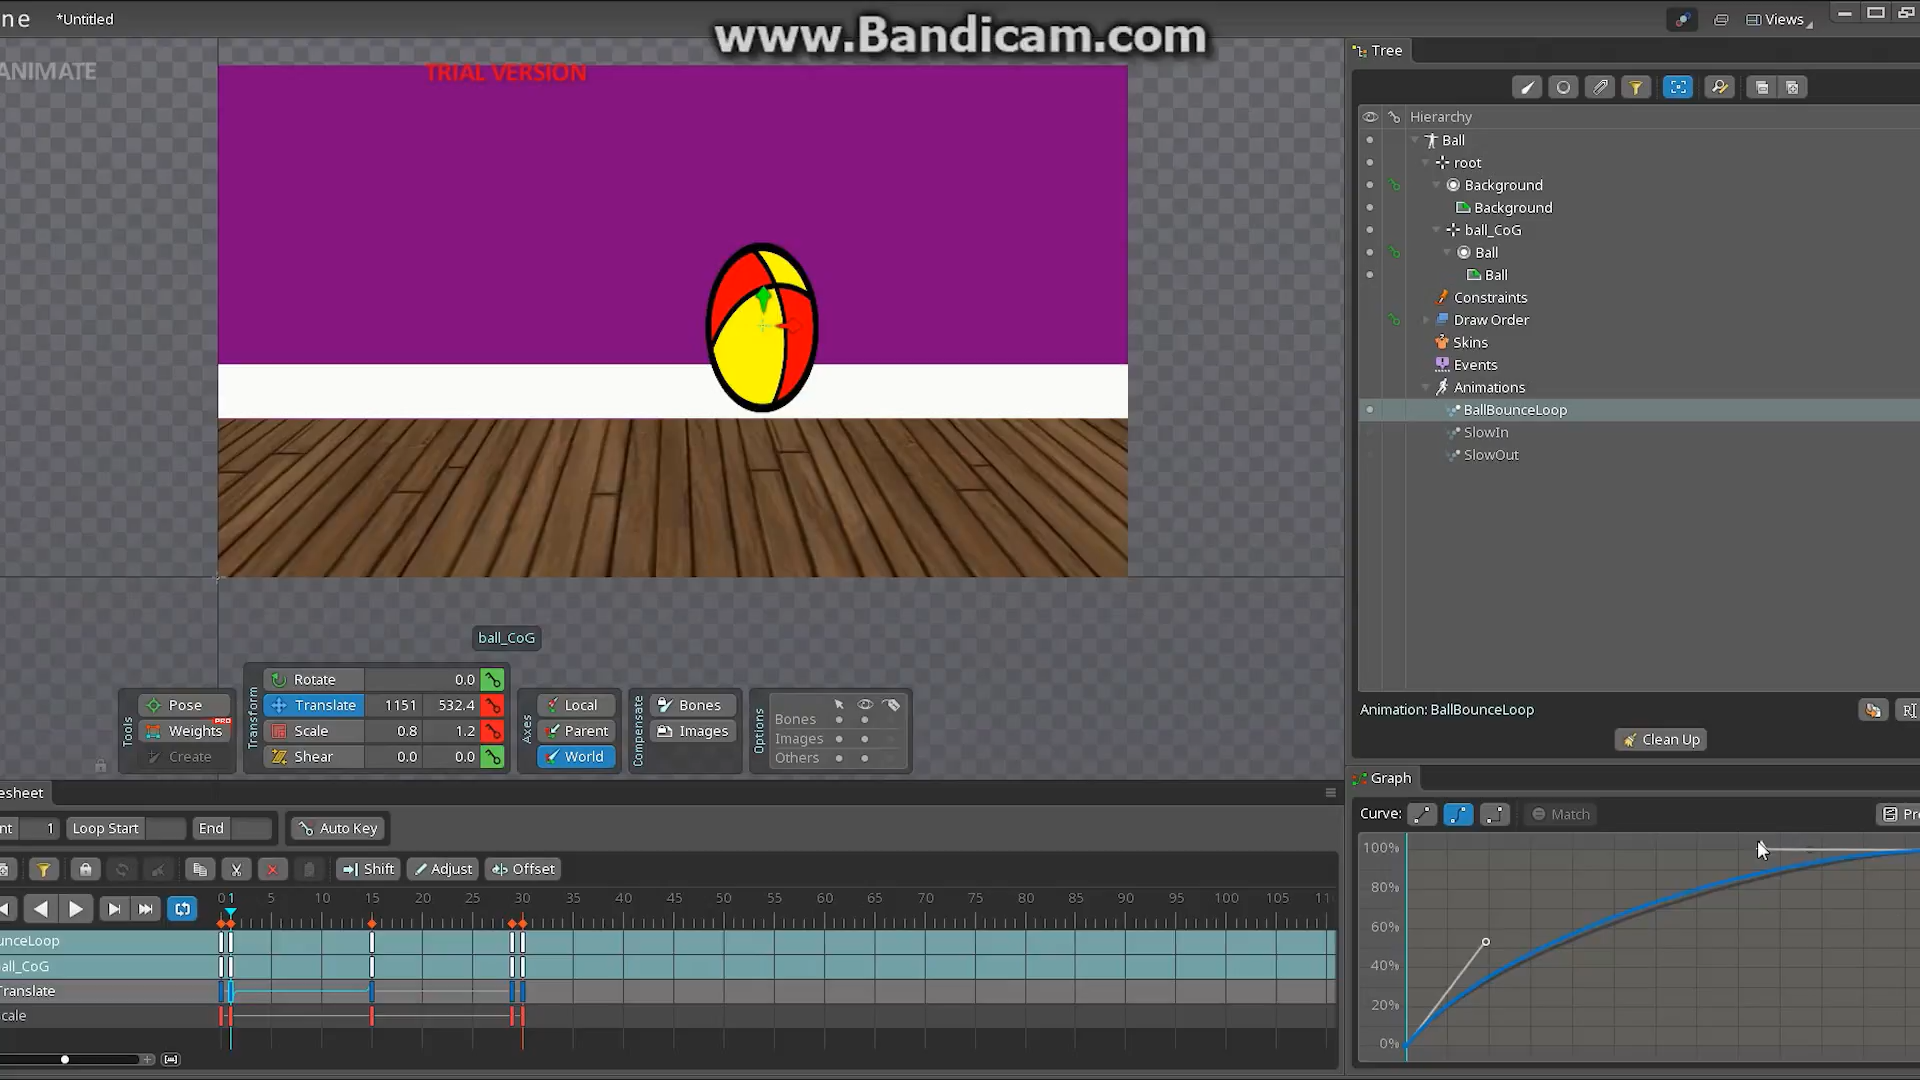 ne
*Untitled
www.Bandicam.com
Views
ANIMATE
TRIAL VERSION
Tree
Hierarchy
Ball
root
Background
Background
ball_CoG
Ball
Ball
Constraints
Draw Order
Skins
Events
Animations
BallBounceLoop
SlowIn
SlowOut
Animation: BallBounceLoop
Clean Up
ball_CoG
Tools
Pose
Weights
PRO
Create
Transform
Rotate 0.0
Translate 1151 532.4
Scale 0.8 1.2
Shear 0.0 0.0
Axes
Local
Parent
World
Compensate
Bones
Images
Options
Bones
Images
Others
esheet
nt 1 Loop Start End Auto Key
Shift Adjust Offset
0 1 5 10 15 20 25 30 35 40 45 50 55 60 65 70 75 80 85 90 95 100 105 11
unceLoop
all_CoG
Translate
cale
Graph
Curve: Match Pre
100%
80%
60%
40%
20%
0%